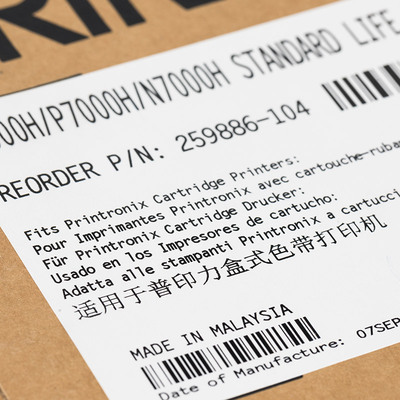 00H/P7000H/N7000H STANDARD LIFE
REORDER P/N: 259886-104
Fits Printronix Cartridge Printers:
Pour Imprimantes Printronix avec cartouche-ruba
Für Printronix Cartridge Drucker:
Usado en los Impresores de cartucho:
Adatta alle stampanti Printronix a cartucci
适用于普印力盒式色带打印机
MADE IN MALAYSIA
Date of Manufacture: 07SEP